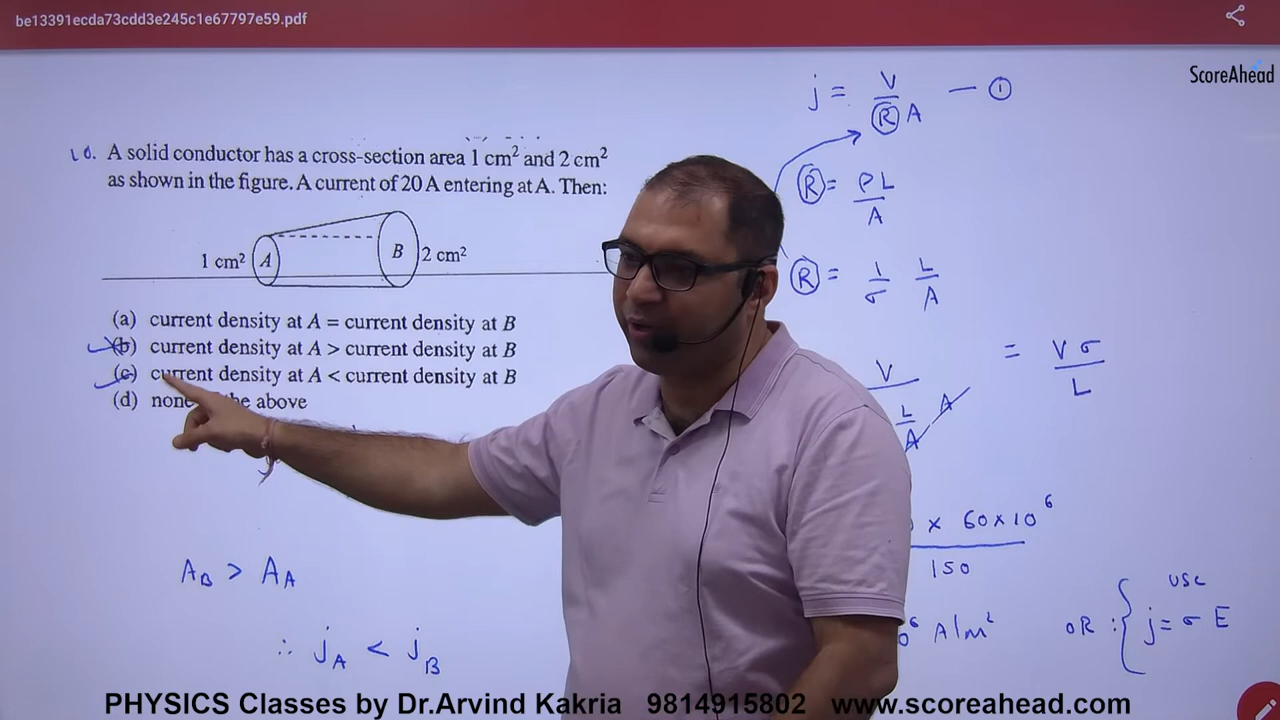 be13391ecda73cdd3e245c1e67797e59.pdf
ScoreAhead
10. A solid conductor has a cross-section area 1 cm² and 2 cm²
as shown in the figure. A current of 20 A entering at A. Then:
1 cm² A B 2 cm²
(a) current density at A = current density at B
(b) current density at A > current density at B
(c) current density at A < current density at B
(d) none the above
A_B > A_A
∴ j_A < j_B
j = V / R A — ①
R = ρL / A
R = 1/σ L/A
V
L/A A
= Vσ / L
x 60 x 10⁶
150
⁶ A/m²
OR : { use
j = σ E
PHYSICS Classes by Dr.Arvind Kakria 9814915802 www.scoreahead.com